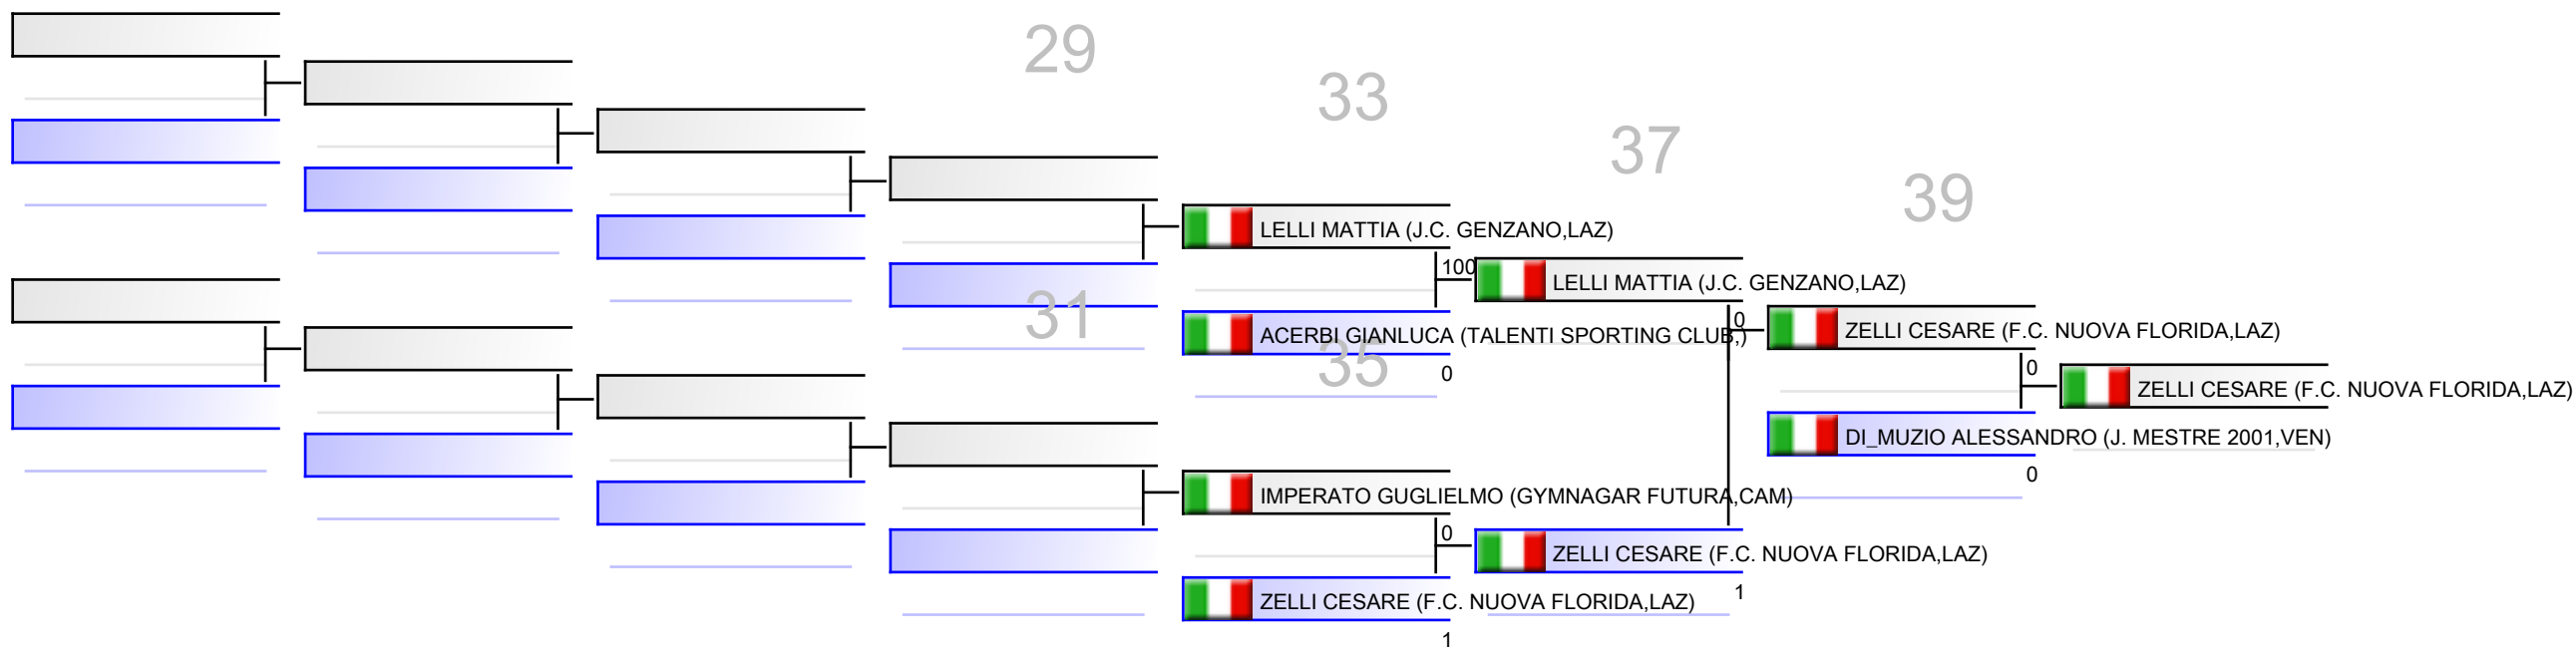 29
33
37
39
LELLI MATTIA (J.C. GENZANO,LAZ)
100
LELLI MATTIA (J.C. GENZANO,LAZ)
31
ACERBI GIANLUCA (TALENTI SPORTING CLUB,)
0
ZELLI CESARE (F.C. NUOVA FLORIDA,LAZ)
35
0
0
ZELLI CESARE (F.C. NUOVA FLORIDA,LAZ)
DI_MUZIO ALESSANDRO (J. MESTRE 2001,VEN)
0
IMPERATO GUGLIELMO (GYMNAGAR FUTURA,CAM)
0
ZELLI CESARE (F.C. NUOVA FLORIDA,LAZ)
1
ZELLI CESARE (F.C. NUOVA FLORIDA,LAZ)
1